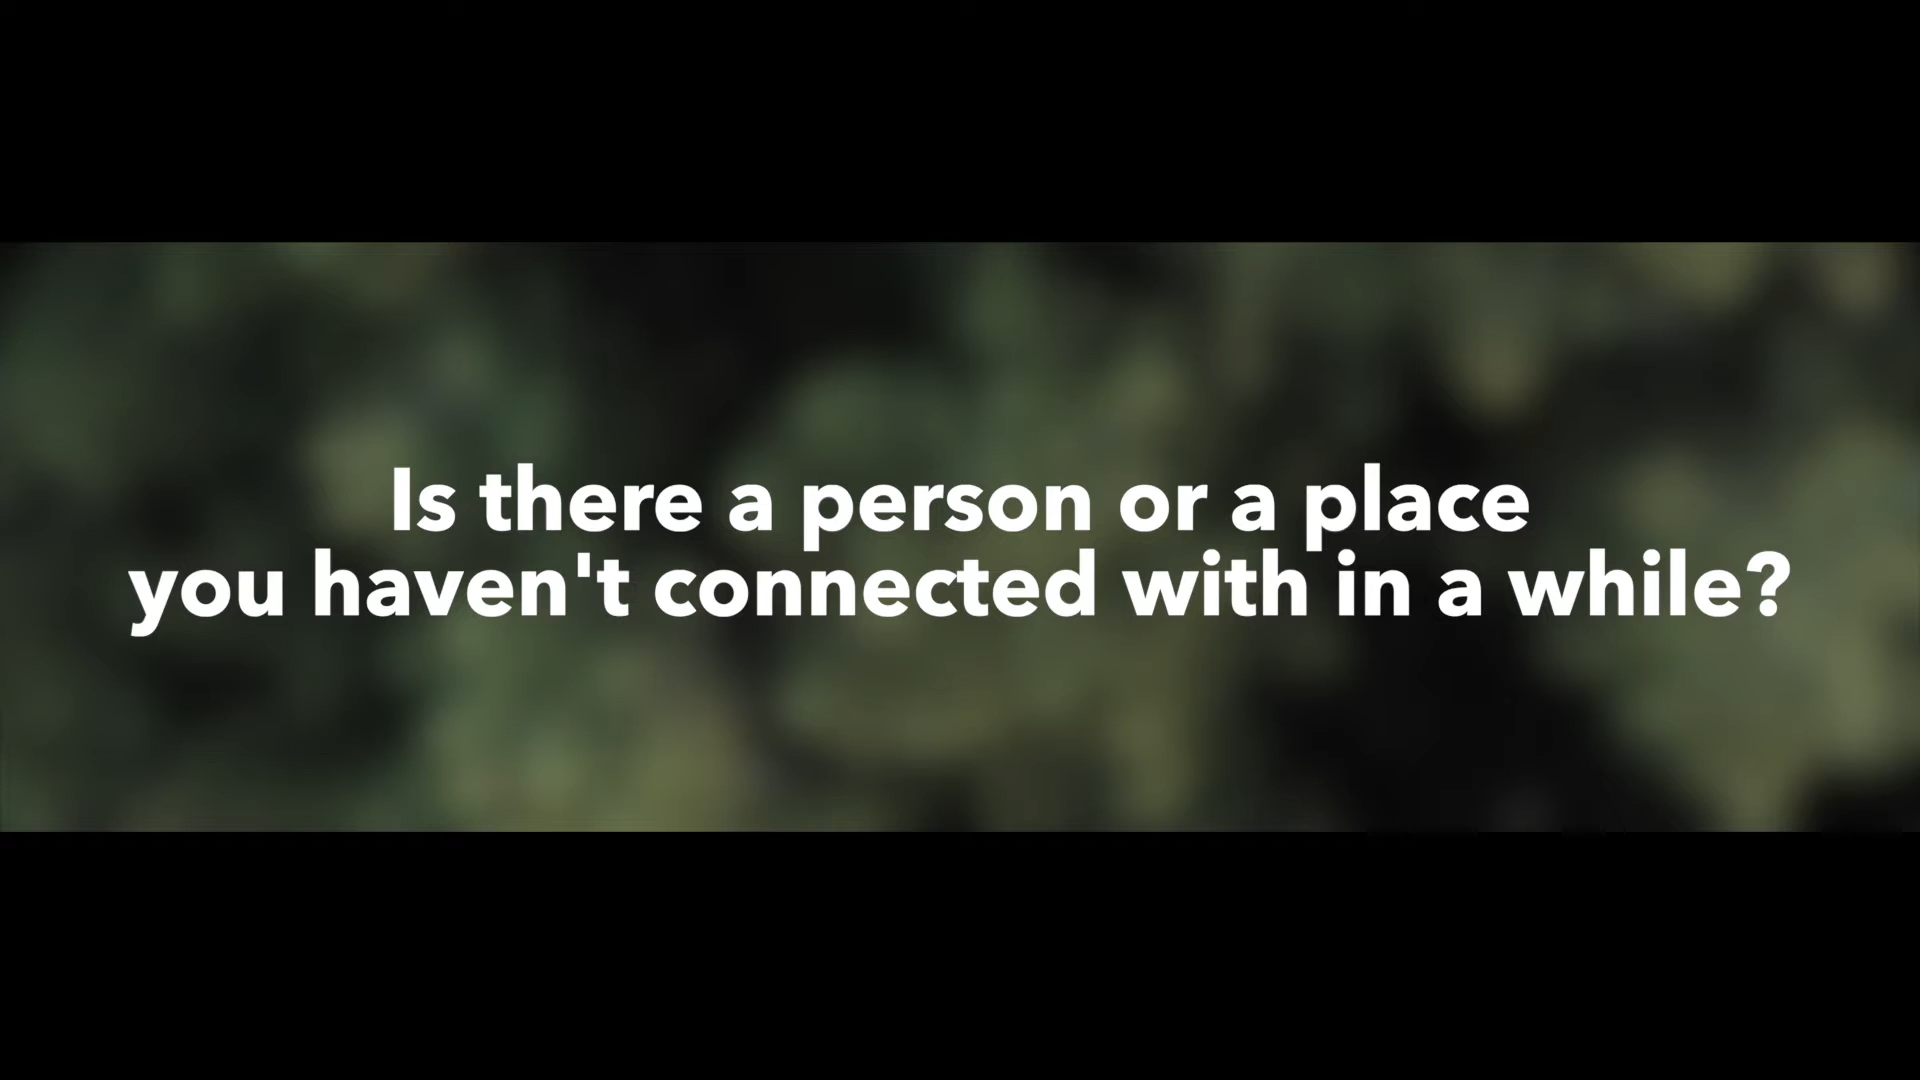 Is there a person or a place
you haven't connected with in a while?